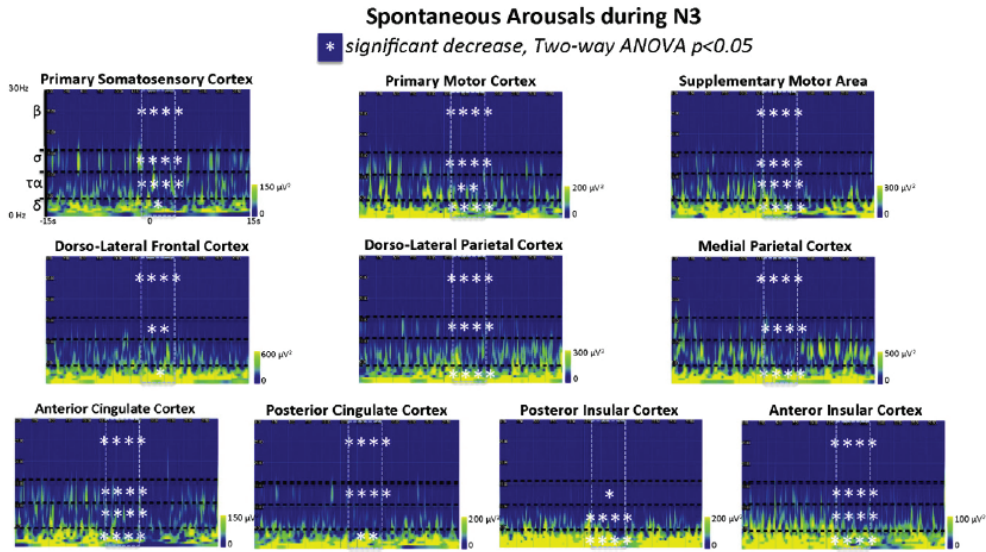 Spontaneous Arousals during N3
* significant decrease, Two-way ANOVA p<0.05
Primary Somatosensory Cortex
Primary Motor Cortex
Supplementary Motor Area
30Hz
β
* * * *
* * * *
* * * *
σ
* * * *
* * * *
* * * *
τα
* * * *
* *
* * * *
150 µV²
200 µV²
300 µV²
δ
*
* * * *
* * * *
0 Hz
0
0
0
-15s
0
15s
Dorso-Lateral Frontal Cortex
Dorso-Lateral Parietal Cortex
Medial Parietal Cortex
* * * *
* * * *
* * * *
* *
* * * *
* * * *
600 µV²
300 µV²
500 µV²
*
* * * *
* * * *
0
0
0
Anterior Cingulate Cortex
Posterior Cingulate Cortex
Posteror Insular Cortex
Anteror Insular Cortex
* * * *
* * * *
* * * *
* * * *
* * * *
*
* * * *
* * * *
* * * *
* * * *
150 µV²
200 µV²
200 µV²
100 µV²
* * * *
* *
* * * *
* * * *
0
0
0
0